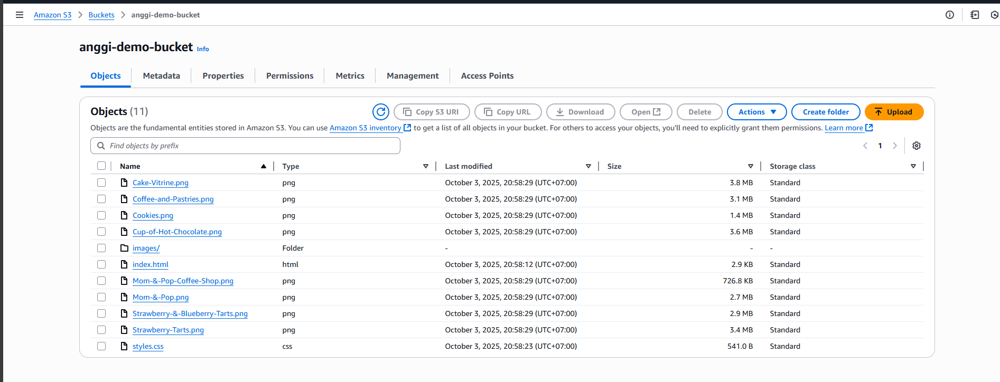 Amazon S3 > Buckets > anggi-demo-bucket
anggi-demo-bucket Info
Objects Metadata Properties Permissions Metrics Management Access Points
Objects (11) Copy S3 URI Copy URL Download Open Delete Actions Create folder Upload
Objects are the fundamental entities stored in Amazon S3. You can use Amazon S3 inventory to get a list of all objects in your bucket. For others to access your objects, you'll need to explicitly grant them permissions. Learn more
Find objects by prefix 1
Name Type Last modified Size Storage class
Cake-Vitrine.png png October 3, 2025, 20:58:29 (UTC+07:00) 3.8 MB Standard
Coffee-and-Pastries.png png October 3, 2025, 20:58:29 (UTC+07:00) 3.1 MB Standard
Cookies.png png October 3, 2025, 20:58:29 (UTC+07:00) 1.4 MB Standard
Cup-of-Hot-Chocolate.png png October 3, 2025, 20:58:29 (UTC+07:00) 3.6 MB Standard
images/ Folder - - -
index.html html October 3, 2025, 20:58:12 (UTC+07:00) 2.9 KB Standard
Mom-&-Pop-Coffee-Shop.png png October 3, 2025, 20:58:29 (UTC+07:00) 726.8 KB Standard
Mom-&-Pop.png png October 3, 2025, 20:58:29 (UTC+07:00) 2.7 MB Standard
Strawberry-&-Blueberry-Tarts.png png October 3, 2025, 20:58:29 (UTC+07:00) 2.9 MB Standard
Strawberry-Tarts.png png October 3, 2025, 20:58:29 (UTC+07:00) 3.4 MB Standard
styles.css css October 3, 2025, 20:58:23 (UTC+07:00) 541.0 B Standard